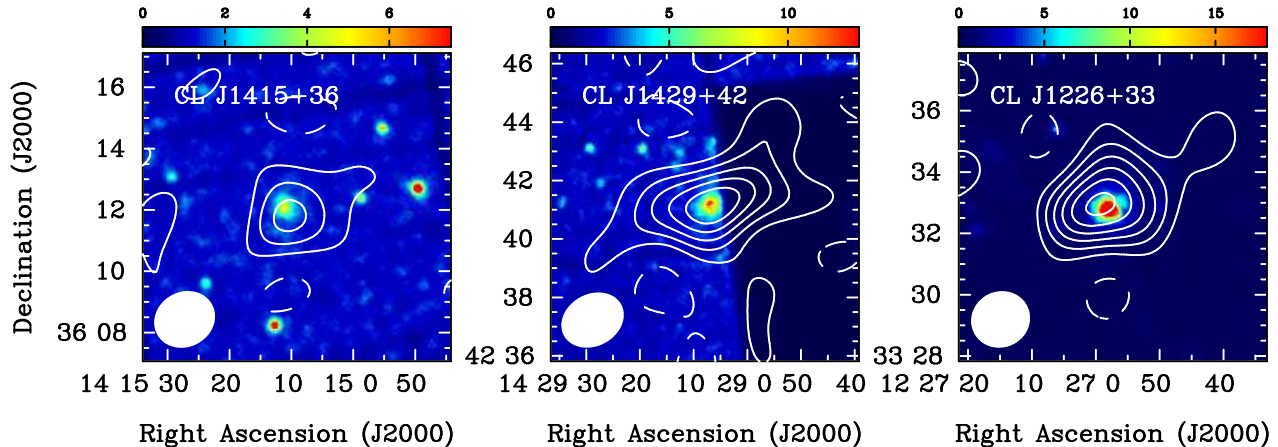 0 2 4 6
0 5 10
0 5 10 15
Declination (J2000)
CL J1415+36
16
14
12
10
36 08
14 15 30 20 10 15 0 50
Right Ascension (J2000)
CL J1429+42
46
44
42
40
38
42 36
14 29 30 20 10 29 0 50 40
Right Ascension (J2000)
CL J1226+33
36
34
32
30
33 28
12 27 20 10 27 0 50 40
Right Ascension (J2000)